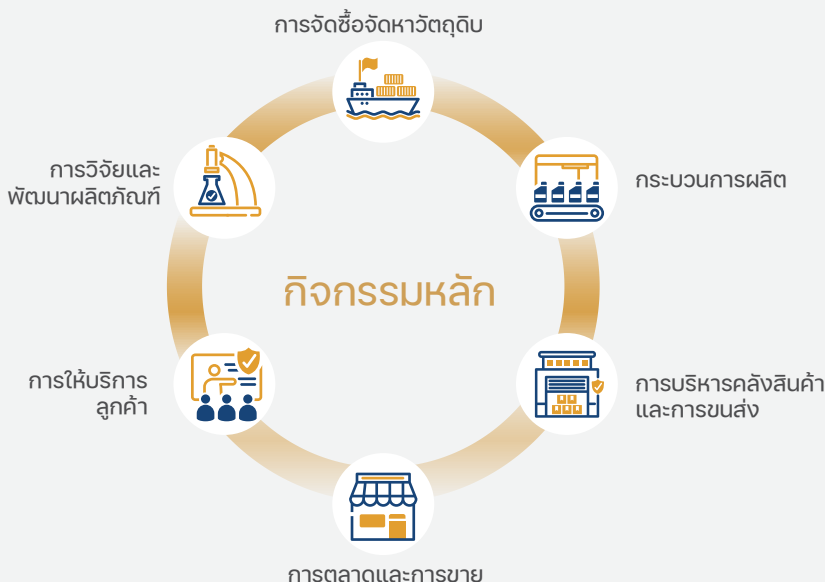 การจัดซื้อจัดหาวัตถุดิบ
การวิจัยและ
พัฒนาผลิตภัณฑ์
กระบวนการผลิต
กิจกรรมหลัก
การให้บริการ
ลูกค้า
การบริหารคลังสินค้า
และการขนส่ง
การตลาดและการขาย